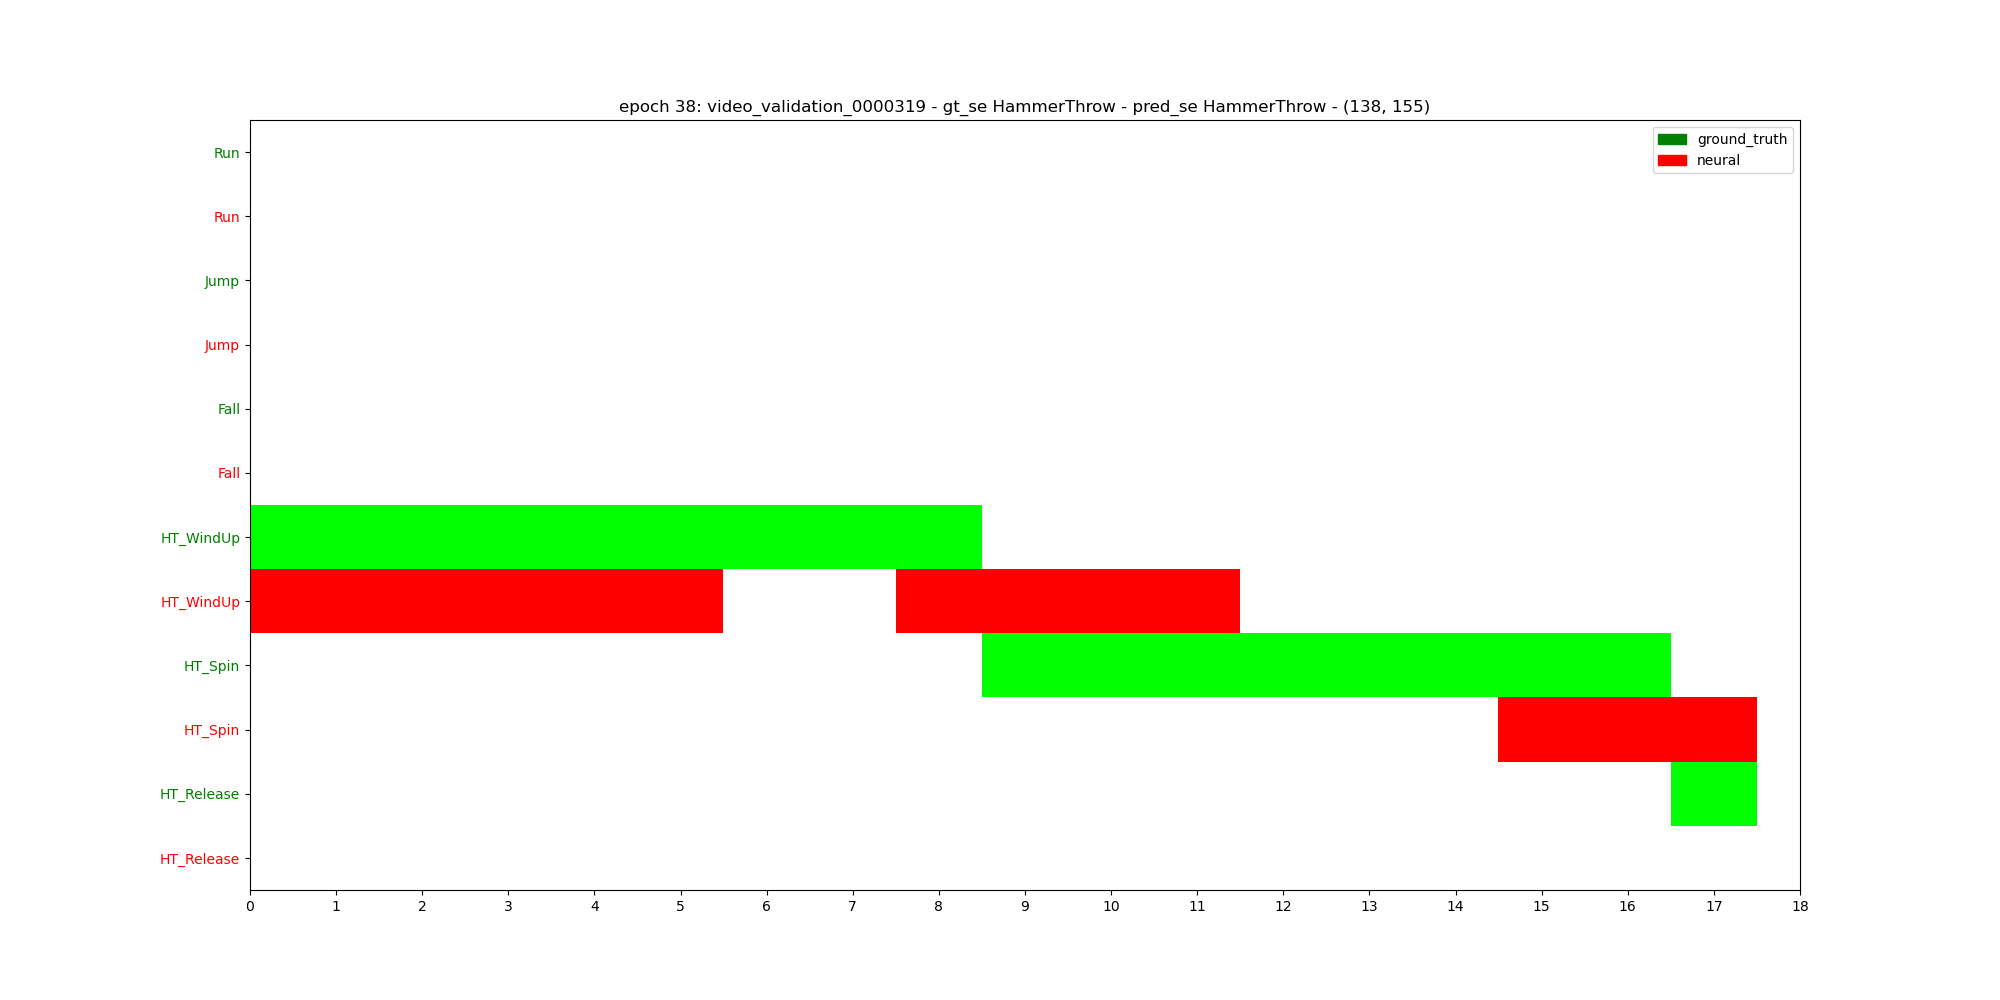 epoch 38: video_validation_0000319 - gt_se HammerThrow - pred_se HammerThrow - (138, 155)
ground_truth
neural
Run
Run
Jump
Jump
Fall
Fall
HT_WindUp
HT_WindUp
HT_Spin
HT_Spin
HT_Release
HT_Release
0 1 2 3 4 5 6 7 8 9 10 11 12 13 14 15 16 17 18